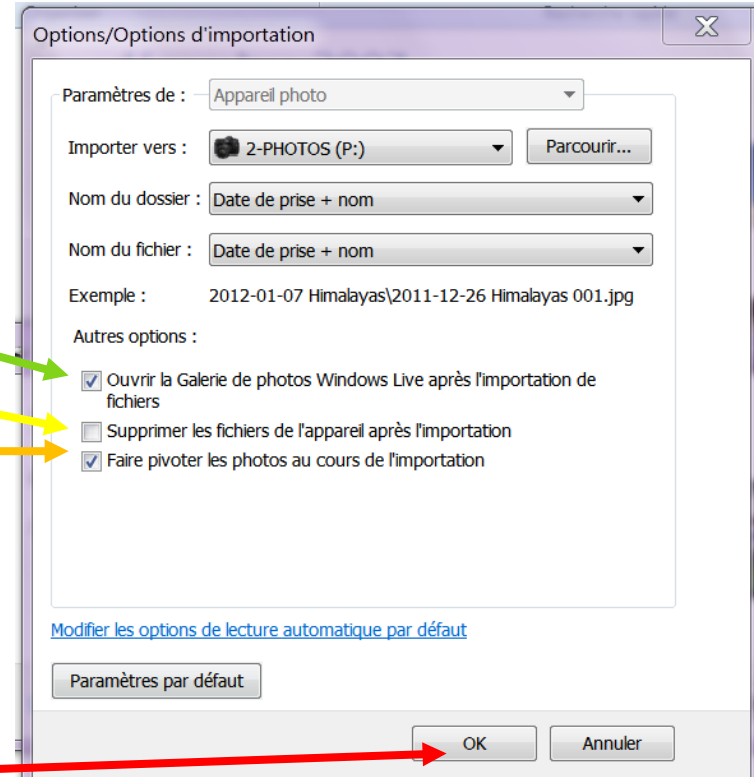 Options/Options d'importation
Paramètres de :
Appareil photo
Importer vers :
2-PHOTOS (P:)
Parcourir...
Nom du dossier :
Date de prise + nom
Nom du fichier :
Date de prise + nom
Exemple :
2012-01-07 Himalayas\2011-12-26 Himalayas 001.jpg
Autres options :
Ouvrir la Galerie de photos Windows Live après l'importation de
fichiers
Supprimer les fichiers de l'appareil après l'importation
Faire pivoter les photos au cours de l'importation
Modifier les options de lecture automatique par défaut
Paramètres par défaut
OK
Annuler